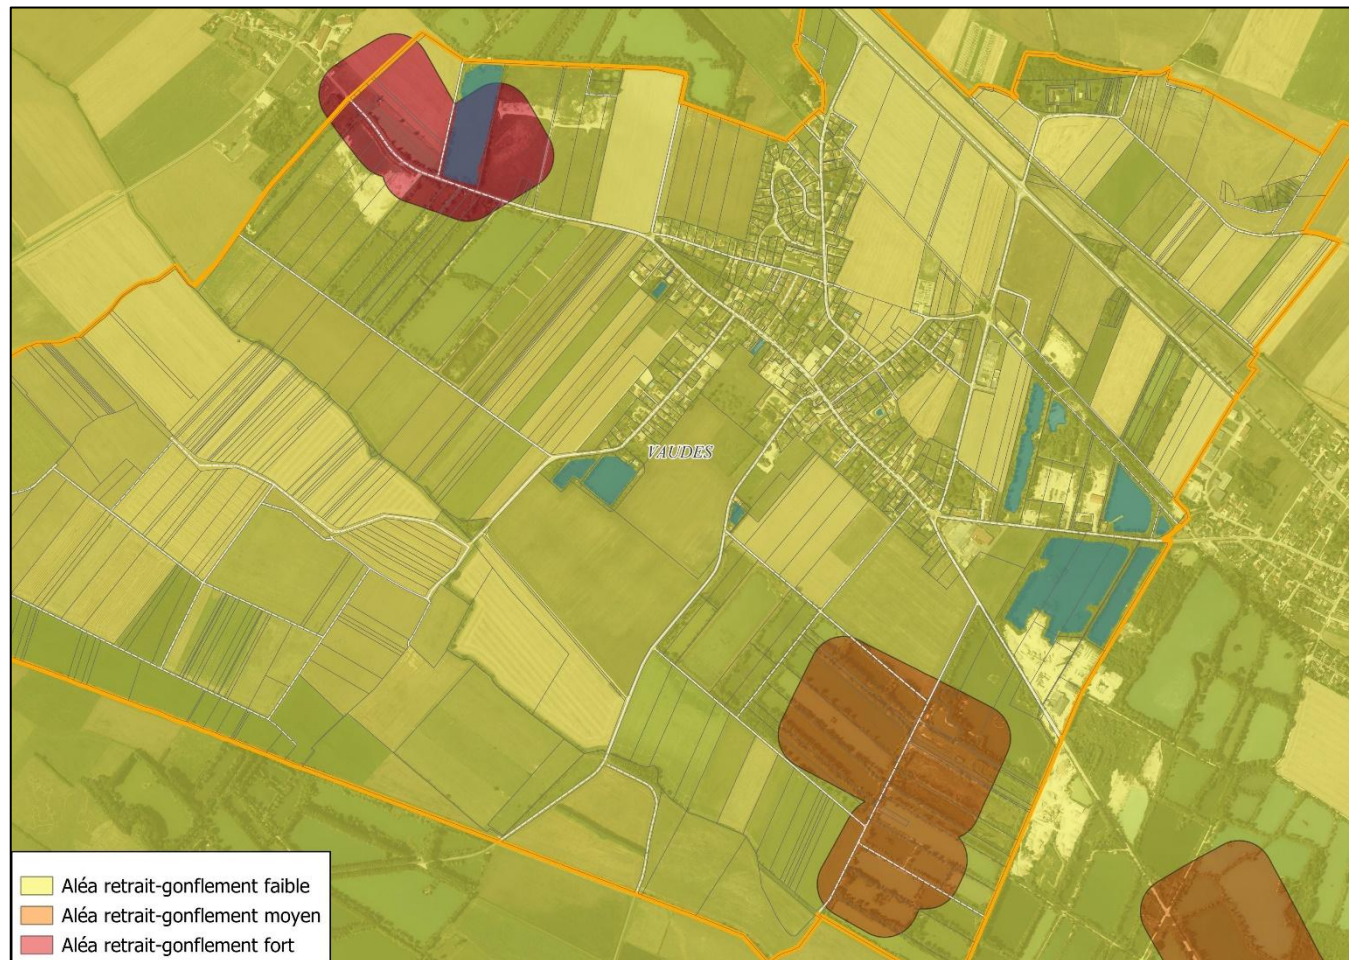 VAUDES
Aléa retrait-gonflement faible
Aléa retrait-gonflement moyen
Aléa retrait-gonflement fort